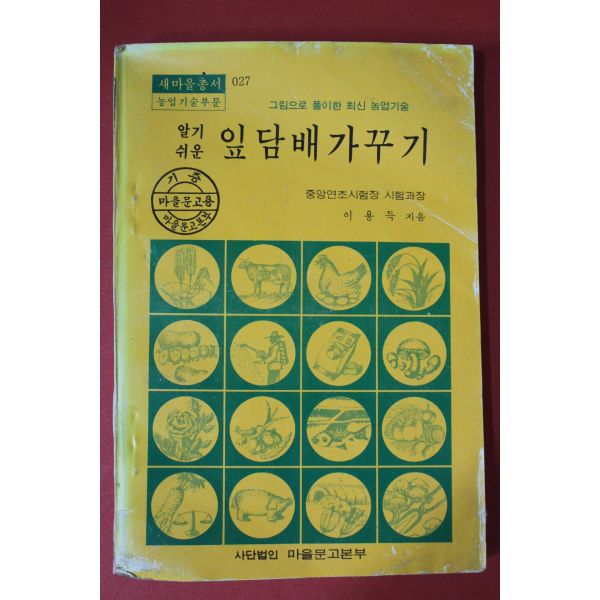 새마을총서 027
농업기술부문
그림으로 풀이한 최신 농업기술
알기
쉬운
잎담배가꾸기
기증
마을문고용
마을문고본부
중앙연초시험장 시험과장
이용득 지음
사단법인 마을문고본부